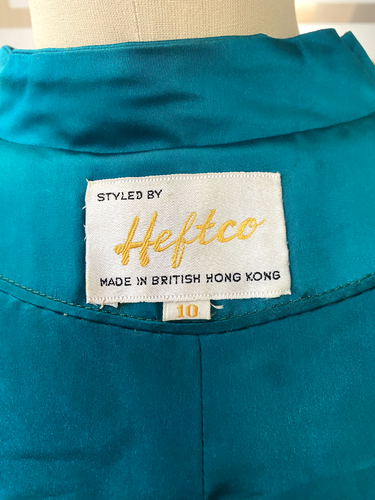 STYLED BY
Heftco
MADE IN BRITISH HONG KONG
10